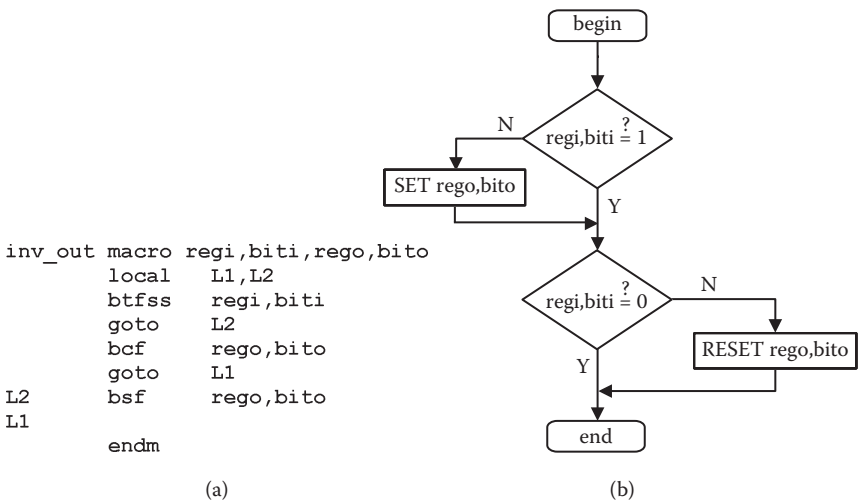 inv_out macro regi,biti,rego,bito
local L1,L2
btfss regi,biti
goto L2
bcf rego,bito
goto L1
L2 bsf rego,bito
L1
endm
(a)
begin
regi,biti ?= 1
N
SET rego,bito
Y
regi,biti ?= 0
N
RESET rego,bito
Y
end
(b)